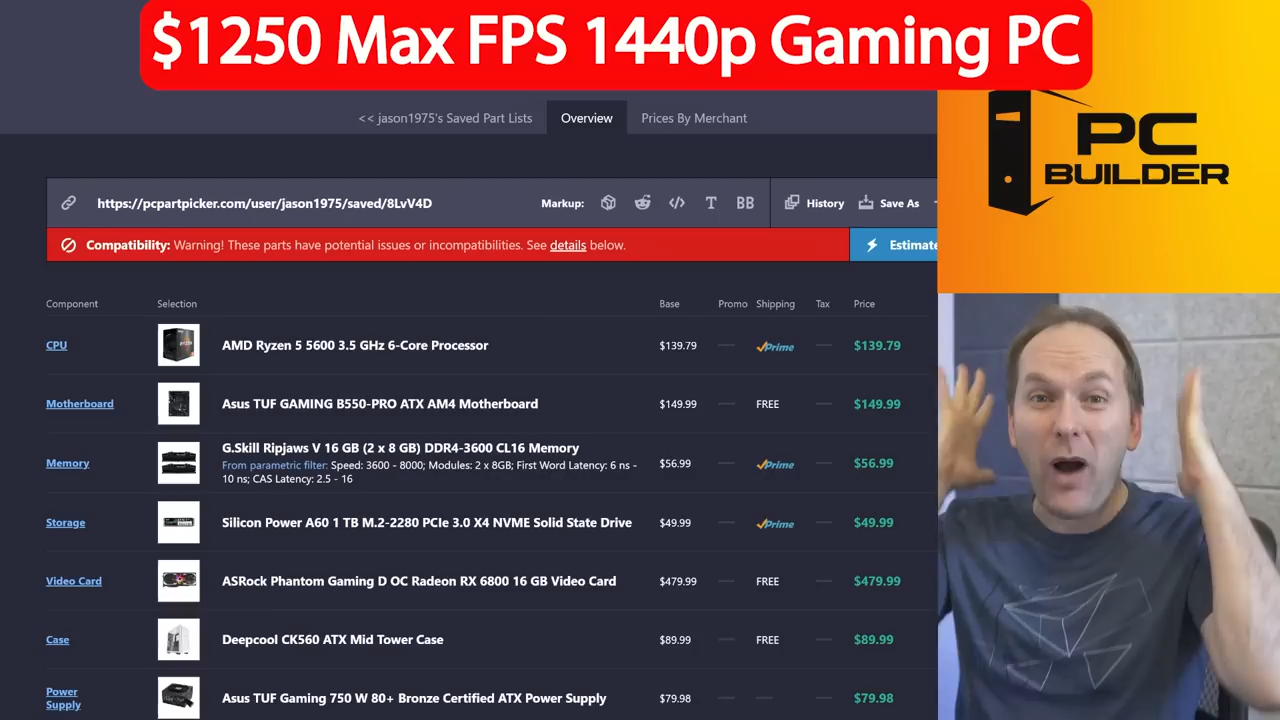 $1250 Max FPS 1440p Gaming PC
<< jason1975's Saved Part Lists
Overview
Prices By Merchant
PC
BUILDER
https://pcpartpicker.com/user/jason1975/saved/8LvV4D
Markup:
</>
T
BB
History
Save As
Compatibility: Warning! These parts have potential issues or incompatibilities. See details below.
Estimate
Component Selection Base Promo Shipping Tax Price
CPU AMD Ryzen 5 5600 3.5 GHz 6-Core Processor $139.79 — Prime — $139.79
Motherboard Asus TUF GAMING B550-PRO ATX AM4 Motherboard $149.99 — FREE — $149.99
G.Skill Ripjaws V 16 GB (2 x 8 GB) DDR4-3600 CL16 Memory
Memory From parametric filter: Speed: 3600 - 8000; Modules: 2 x 8GB; First Word Latency: 6 ns - $56.99 — Prime — $56.99
10 ns; CAS Latency: 2.5 - 16
Storage Silicon Power A60 1 TB M.2-2280 PCIe 3.0 X4 NVME Solid State Drive $49.99 — Prime — $49.99
Video Card ASRock Phantom Gaming D OC Radeon RX 6800 16 GB Video Card $479.99 — FREE — $479.99
Case Deepcool CK560 ATX Mid Tower Case $89.99 — FREE — $89.99
Power
Supply Asus TUF Gaming 750 W 80+ Bronze Certified ATX Power Supply $79.98 — — — $79.98